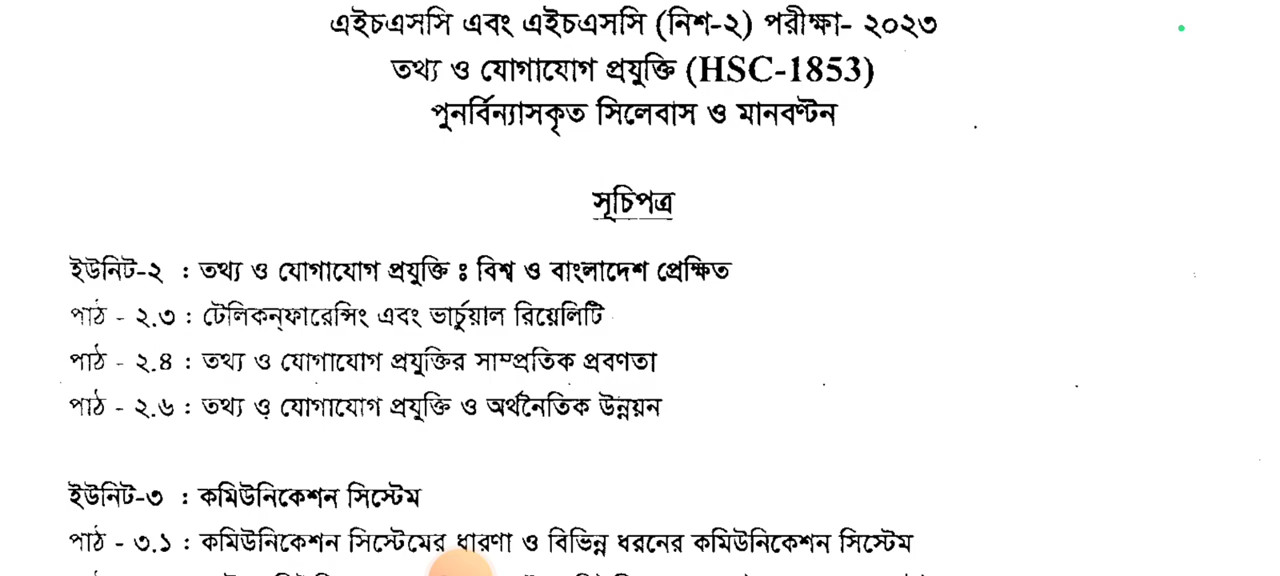 এইচএসসি এবং এইচএসসি (নিশ-২) পরীক্ষা- ২০২৩
তথ্য ও যোগাযোগ প্রযুক্তি (HSC-1853)
পুনর্বিন্যাসকৃত সিলেবাস ও মানবণ্টন
সূচিপত্র
ইউনিট-২ : তথ্য ও যোগাযোগ প্রযুক্তি ঃ বিশ্ব ও বাংলাদেশ প্রেক্ষিত
পাঠ - ২.৩ : টেলিকন্‌ফারেন্সিং এবং ভার্চুয়াল রিয়েলিটি
পাঠ - ২.৪ : তথ্য ও যোগাযোগ প্রযুক্তির সাম্প্রতিক প্রবণতা
পাঠ - ২.৬ : তথ্য ও যোগাযোগ প্রযুক্তি ও অর্থনৈতিক উন্নয়ন
ইউনিট-৩ : কমিউনিকেশন সিস্টেম
পাঠ - ৩.১ : কমিউনিকেশন সিস্টেমের ধারণা ও বিভিন্ন ধরনের কমিউনিকেশন সিস্টেম